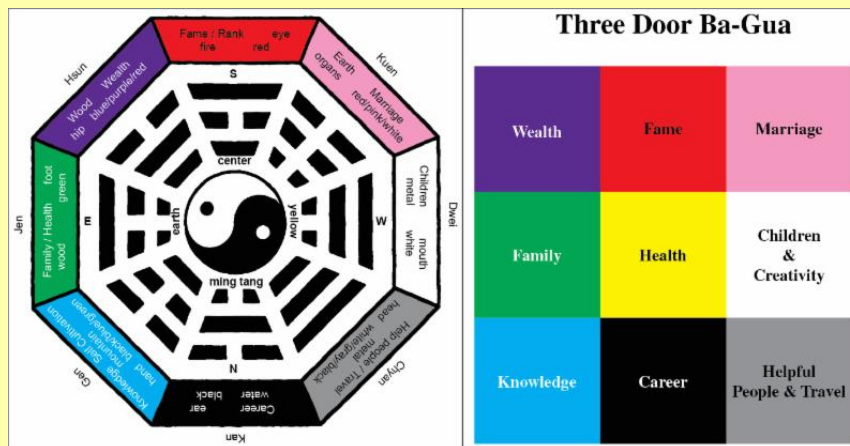 Hsun
Wood Wealth
hip blue/purple/red
Fame / Rank eye
fire red
Kuen
Earth Marriage
organs red/pink/white
Jen
Family / Health foot
wood green
S
E
W
N
center
earth
yellow
ming tang
Children mouth
metal white
Dwei
Gen
Knowledge Self Cultivation
mountain
hand black/blue/green
Career ear
water black
Kan
Help people / Travel
metal
head white/gray/black
Chyan
Three Door Ba-Gua
Wealth
Fame
Marriage
Family
Health
Children
&
Creativity
Knowledge
Career
Helpful
People & Travel